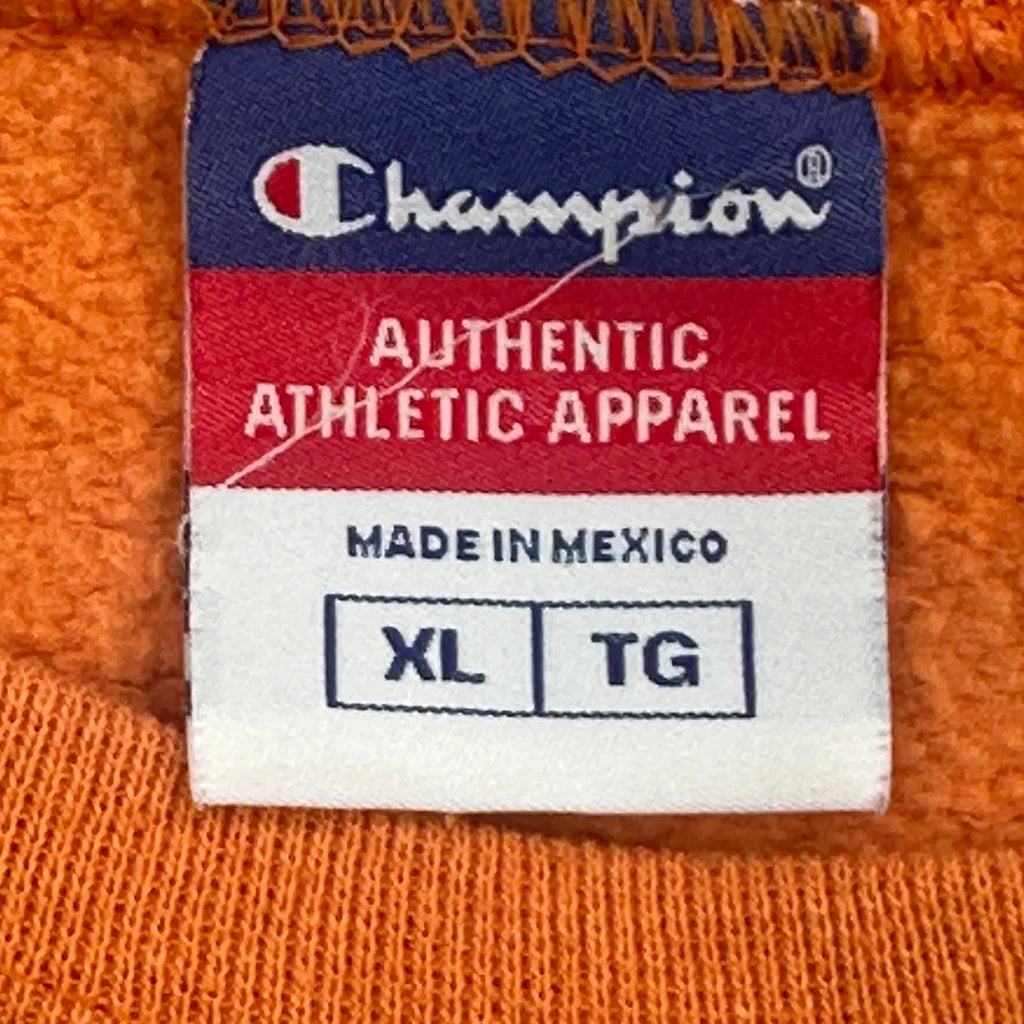 Champion®
AUTHENTIC
ATHLETIC APPAREL
MADE IN MEXICO
XL TG